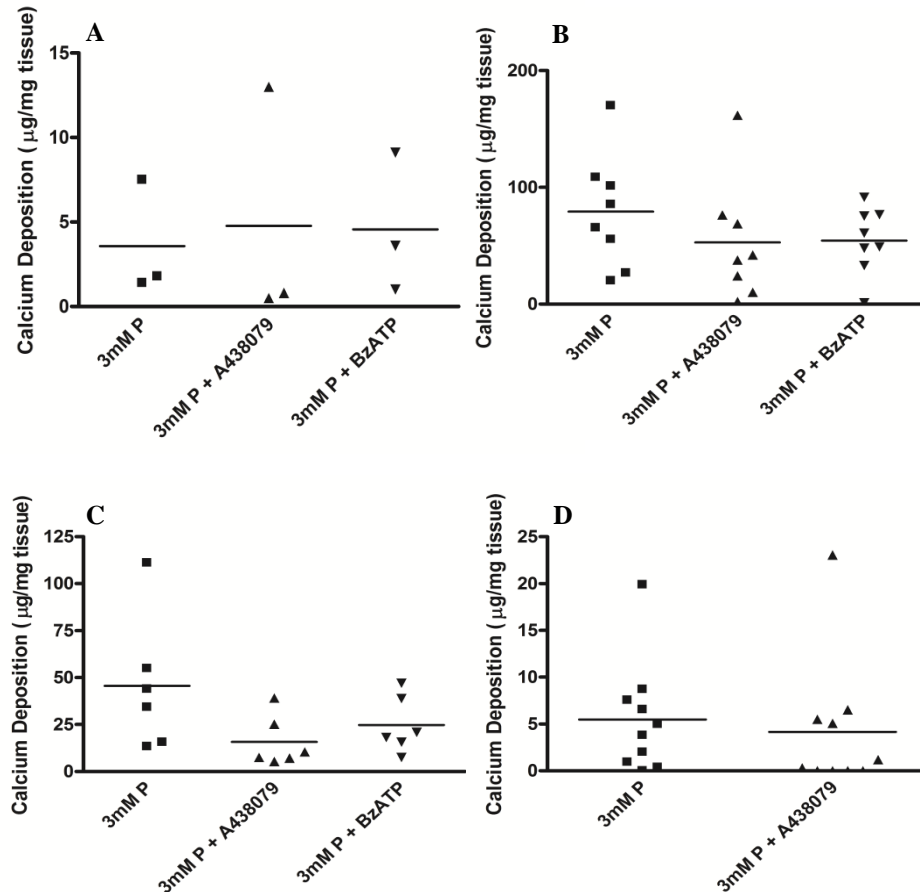 A
Calcium Deposition ( μg/mg tissue)
15
10
5
0
3mM P
3mM P + A438079
3mM P + BzATP
B
Calcium Deposition ( μg/mg tissue)
200
100
0
3mM P
3mM P + A438079
3mM P + BzATP
C
Calcium Deposition ( μg/mg tissue)
125
100
75
50
25
0
3mM P
3mM P + A438079
3mM P + BzATP
D
Calcium Deposition ( μg/mg tissue)
25
20
15
10
5
0
3mM P
3mM P + A438079